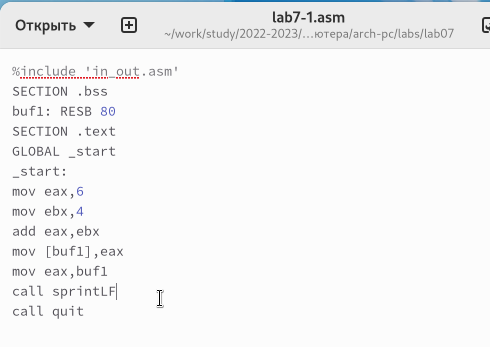 Открыть
lab7-1.asm
~/work/study/2022-2023/...ютера/arch-pc/labs/lab07
%include 'in_out.asm'
SECTION .bss
buf1: RESB 80
SECTION .text
GLOBAL _start
_start:
mov eax,6
mov ebx,4
add eax,ebx
mov [buf1],eax
mov eax,buf1
call sprintLF
call quit